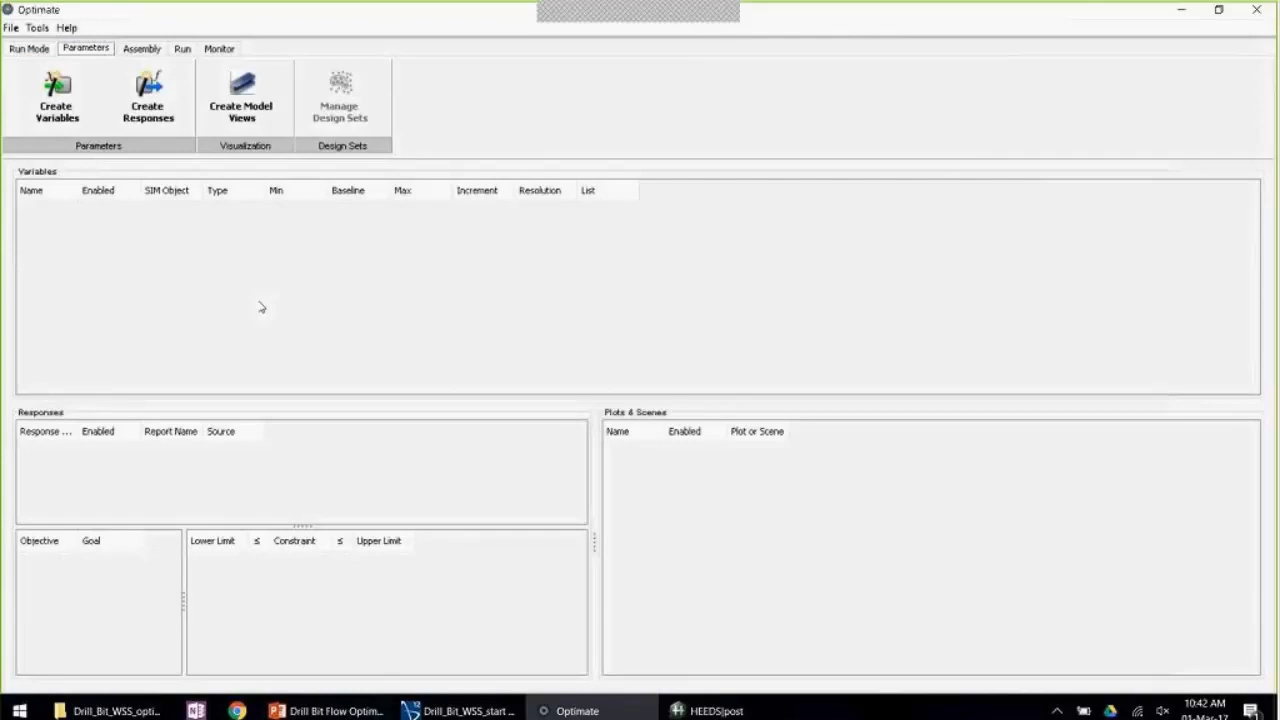 Optimate
File Tools Help
Run Mode Parameters Assembly Run Monitor
Create Variables
Create Responses
Create Model Views
Manage Design Sets
Parameters Visualization Design Sets
Variables
Name Enabled SIM Object Type Min Baseline Max Increment Resolution List
Responses
Response ... Enabled Report Name Source
Plots & Scenes
Name Enabled Plot or Scene
Objective Goal
Lower Limit ≤ Constraint ≤ Upper Limit
Drill_Bit_WSS_opti... Drill Bit Flow Optim... Drill_Bit_WSS_start ... Optimate HEEDS|post
10:42 AM
01-May-17